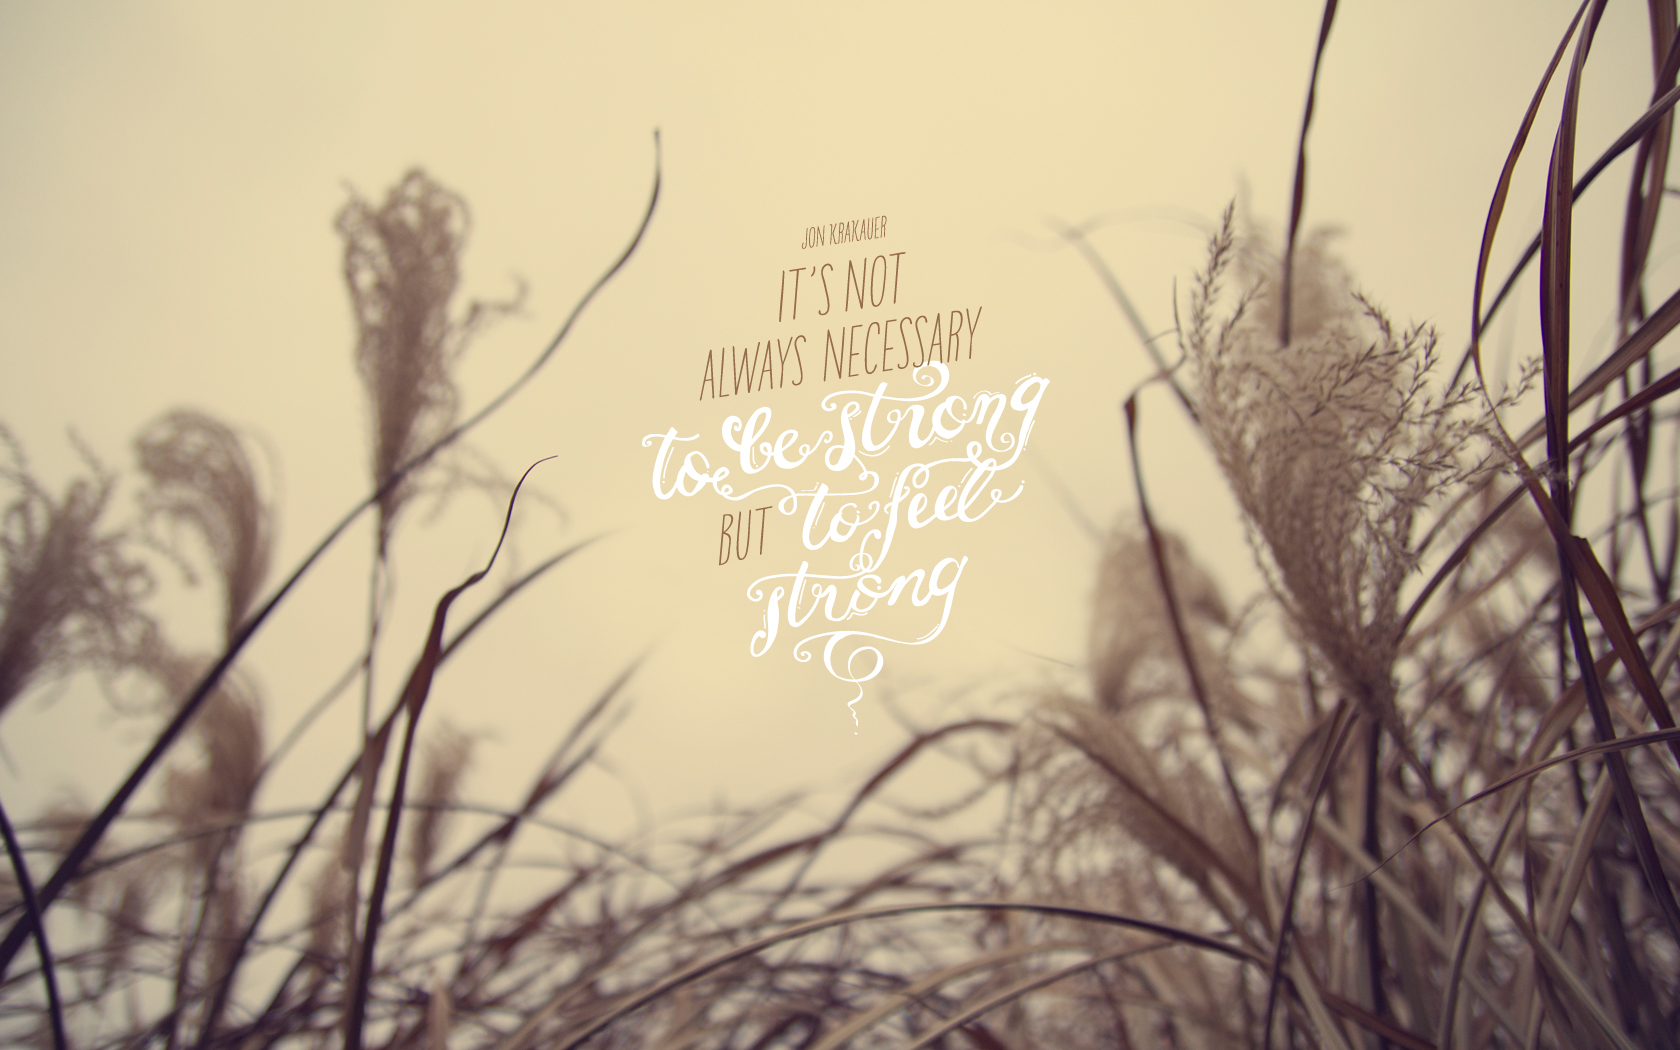 JON KRAKAUER
IT'S NOT
ALWAYS NECESSARY
to be strong
BUT to feel
strong